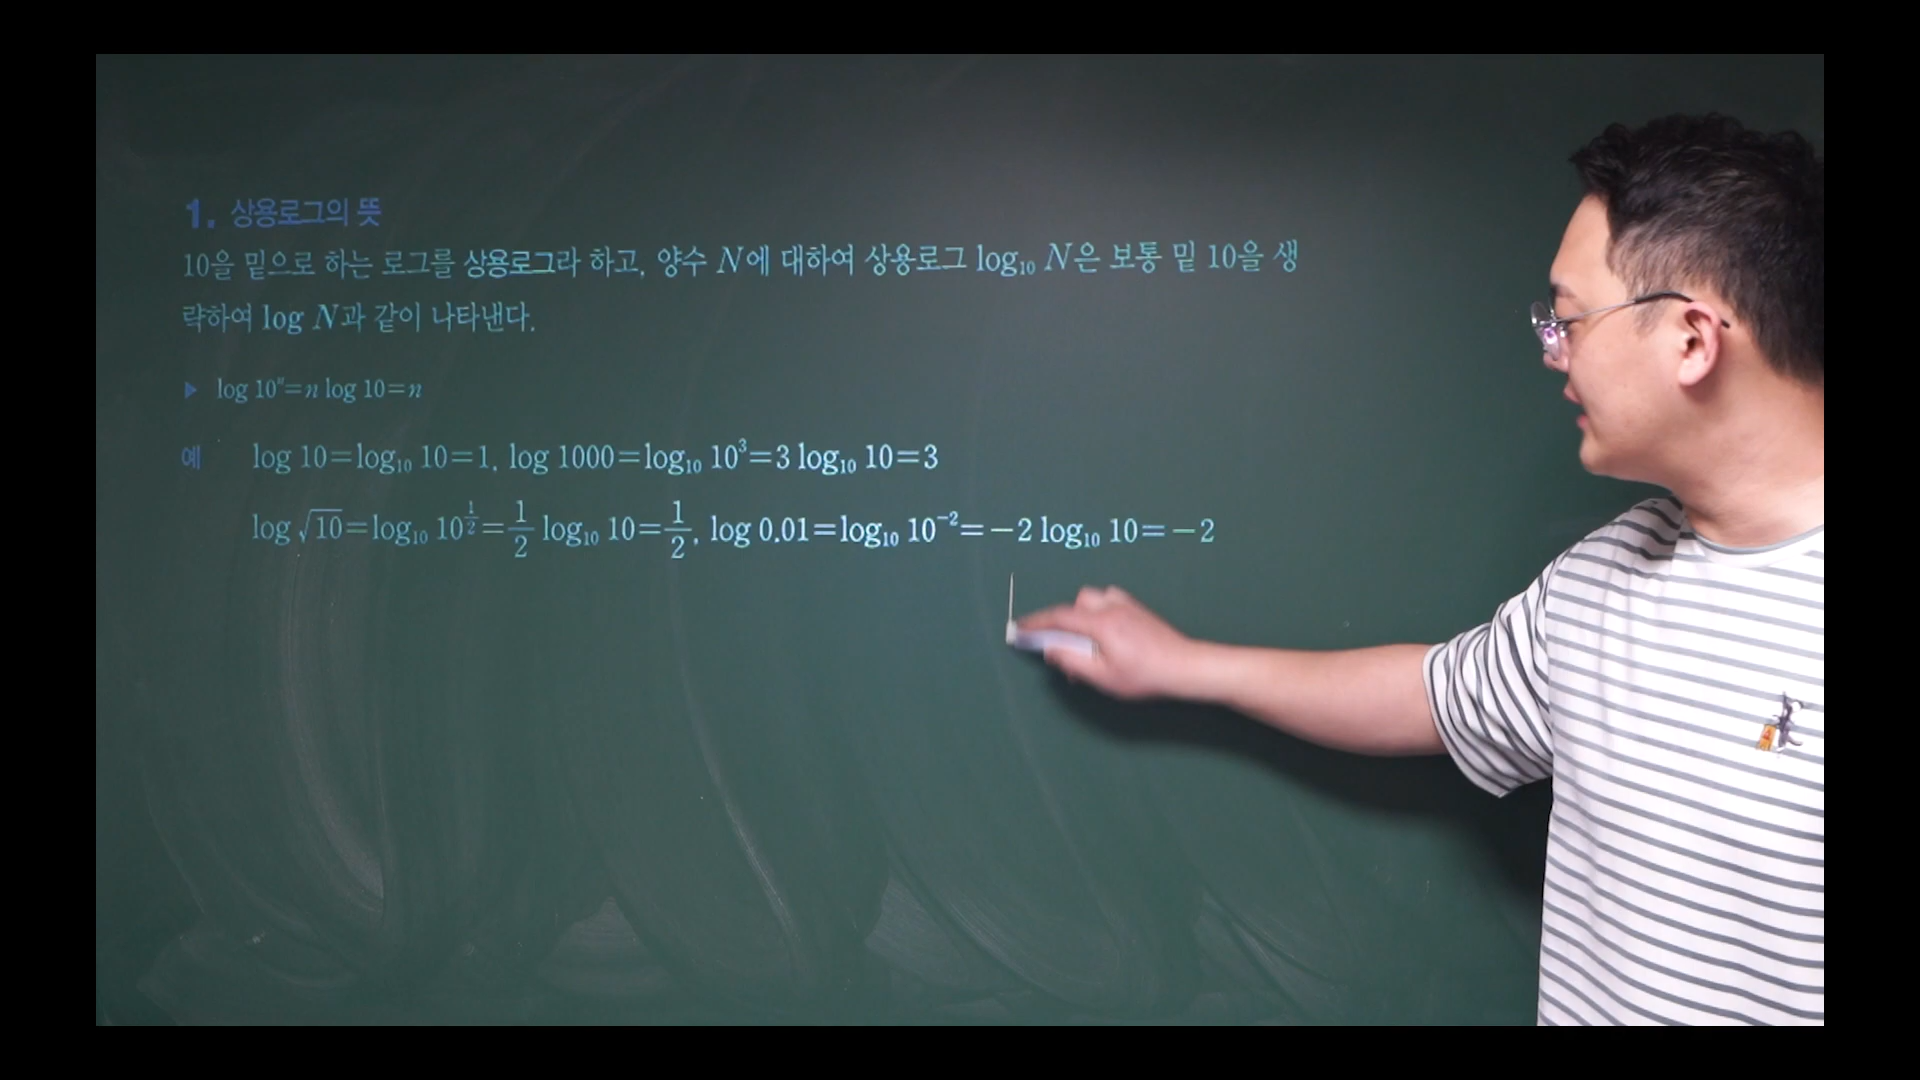 1. 상용로그의 뜻
10을 밑으로 하는 로그를 상용로그라 하고, 양수 N에 대하여 상용로그 log₁₀ N은 보통 밑 10을 생
략하여 log N과 같이 나타낸다.
▶ log 10ⁿ=n log 10=n
예 log 10=log₁₀ 10=1, log 1000=log₁₀ 10³=3 log₁₀ 10=3
log √10=log₁₀ 10^(1/2)=1/2 log₁₀ 10=1/2, log 0.01=log₁₀ 10⁻²=−2 log₁₀ 10=−2